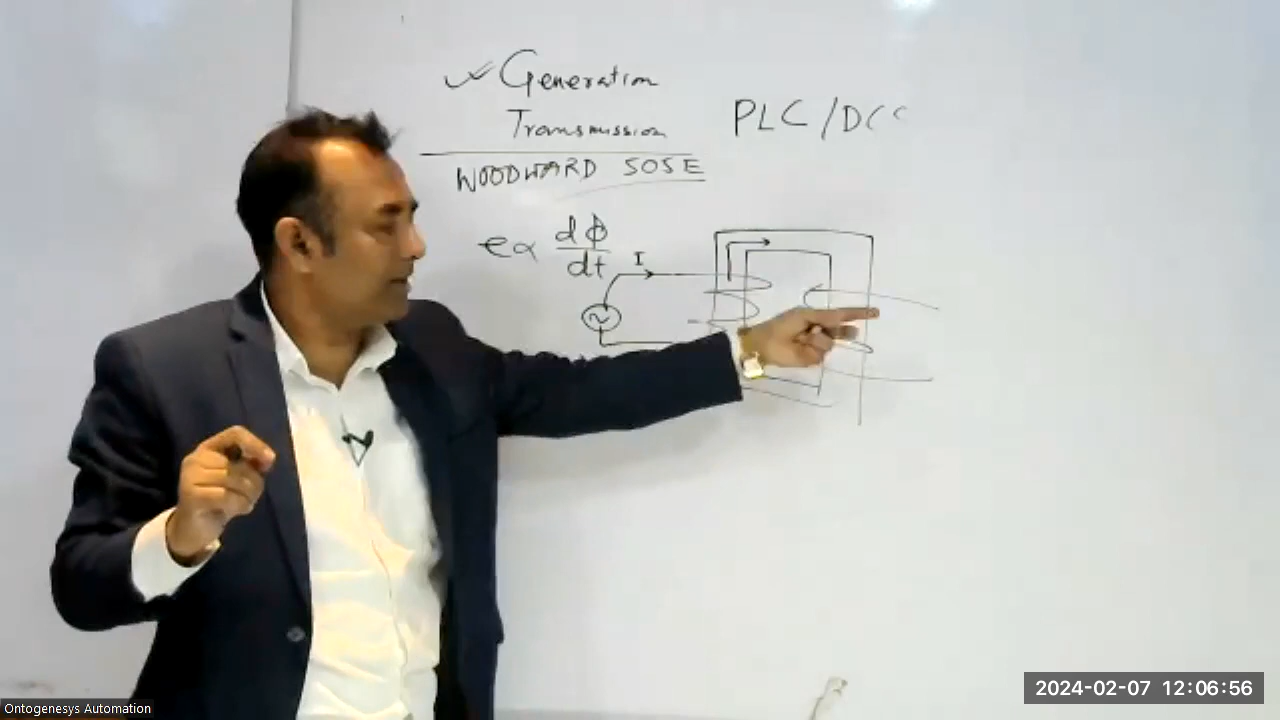 Generation
Transmission
PLC/DCS
WOODWARD 505E
e∝ dΦ
dt
I
Ontogenesys Automation
2024-02-07 12:06:56